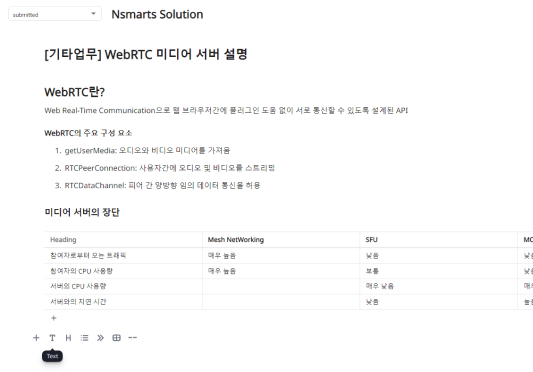 submitted
Nsmarts Solution
[기타업무] WebRTC 미디어 서버 설명
WebRTC란?
Web Real-Time Communication으로 웹 브라우저간에 플러그인 도움 없이 서로 통신할 수 있도록 설계된 API
WebRTC의 주요 구성 요소
1. getUserMedia: 오디오와 비디오 미디어를 가져옴
2. RTCPeerConnection: 사용자간에 오디오 및 비디오를 스트리밍
3. RTCDataChannel: 피어 간 양방향 임의 데이터 통신을 허용
미디어 서버의 장단
Heading Mesh NetWorking SFU
참여자로부터 오는 트래픽 매우 높음 낮음
참여자의 CPU 사용량 매우 높음 보통
서버의 CPU 사용량 매우 낮음
서버와의 지연 시간 낮음
Text